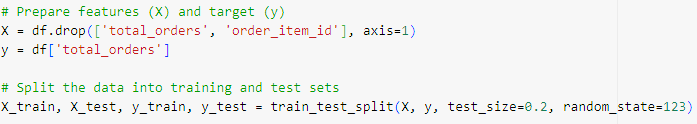 # Prepare features (X) and target (y)
X = df.drop(['total_orders', 'order_item_id'], axis=1)
y = df['total_orders']
# Split the data into training and test sets
X_train, X_test, y_train, y_test = train_test_split(X, y, test_size=0.2, random_state=123)